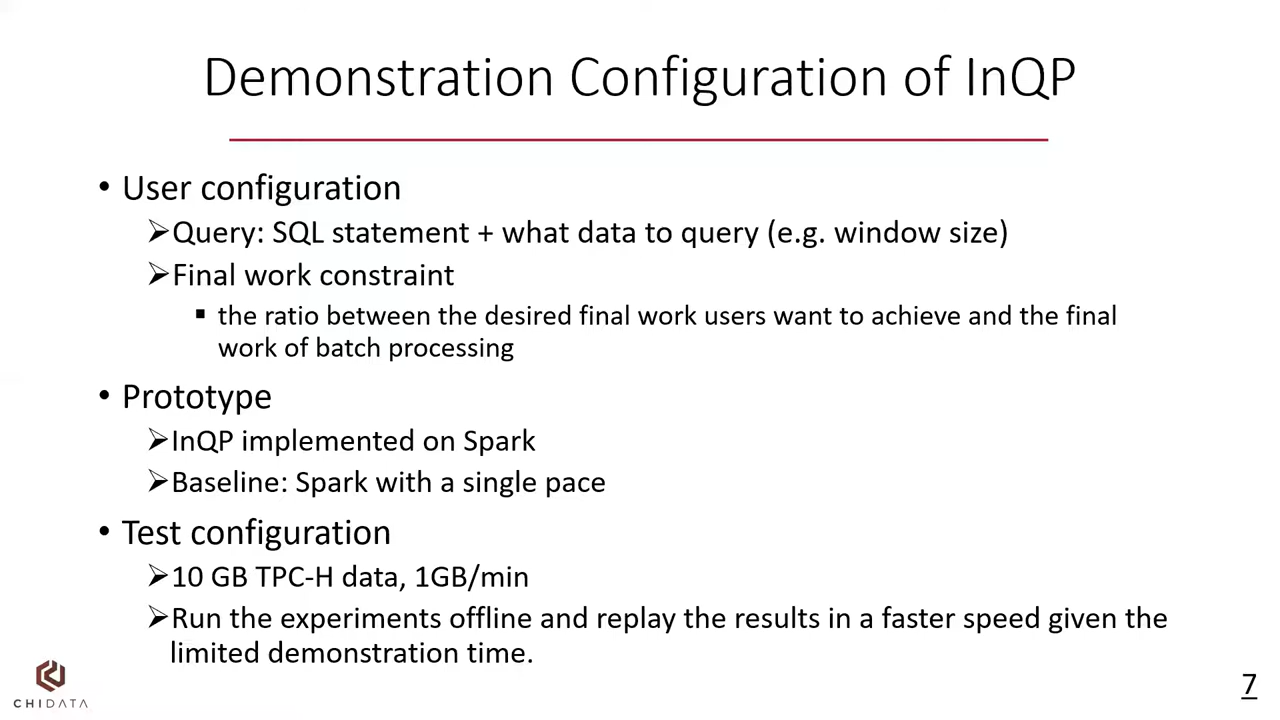 Demonstration Configuration of InQP
• User configuration
➢Query: SQL statement + what data to query (e.g. window size)
➢Final work constraint
▪ the ratio between the desired final work users want to achieve and the final
work of batch processing
• Prototype
➢InQP implemented on Spark
➢Baseline: Spark with a single pace
• Test configuration
➢10 GB TPC-H data, 1GB/min
➢Run the experiments offline and replay the results in a faster speed given the
limited demonstration time.
CHIDATA
7